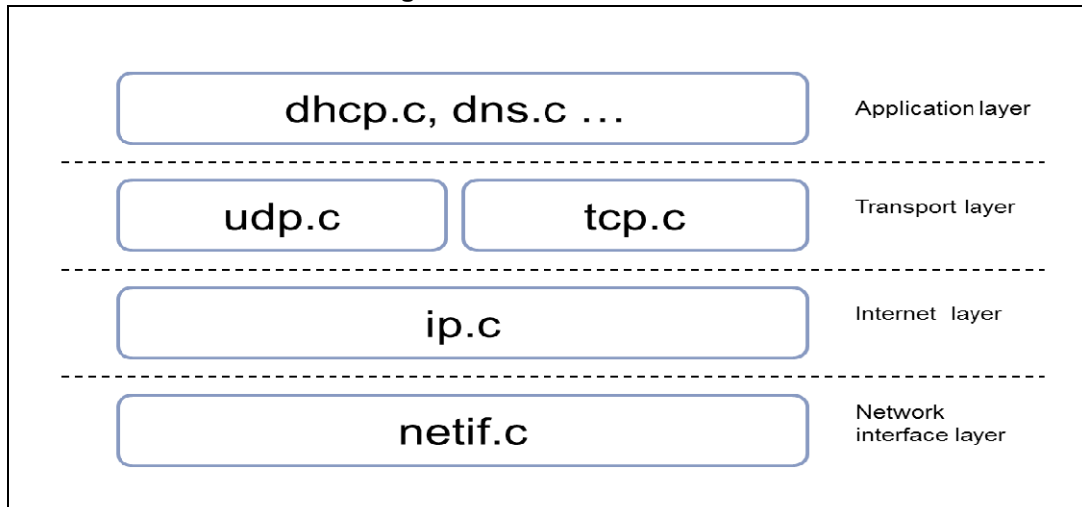 dhcp.c, dns.c ...
Application layer
udp.c
tcp.c
Transport layer
ip.c
Internet layer
netif.c
Network
interface layer